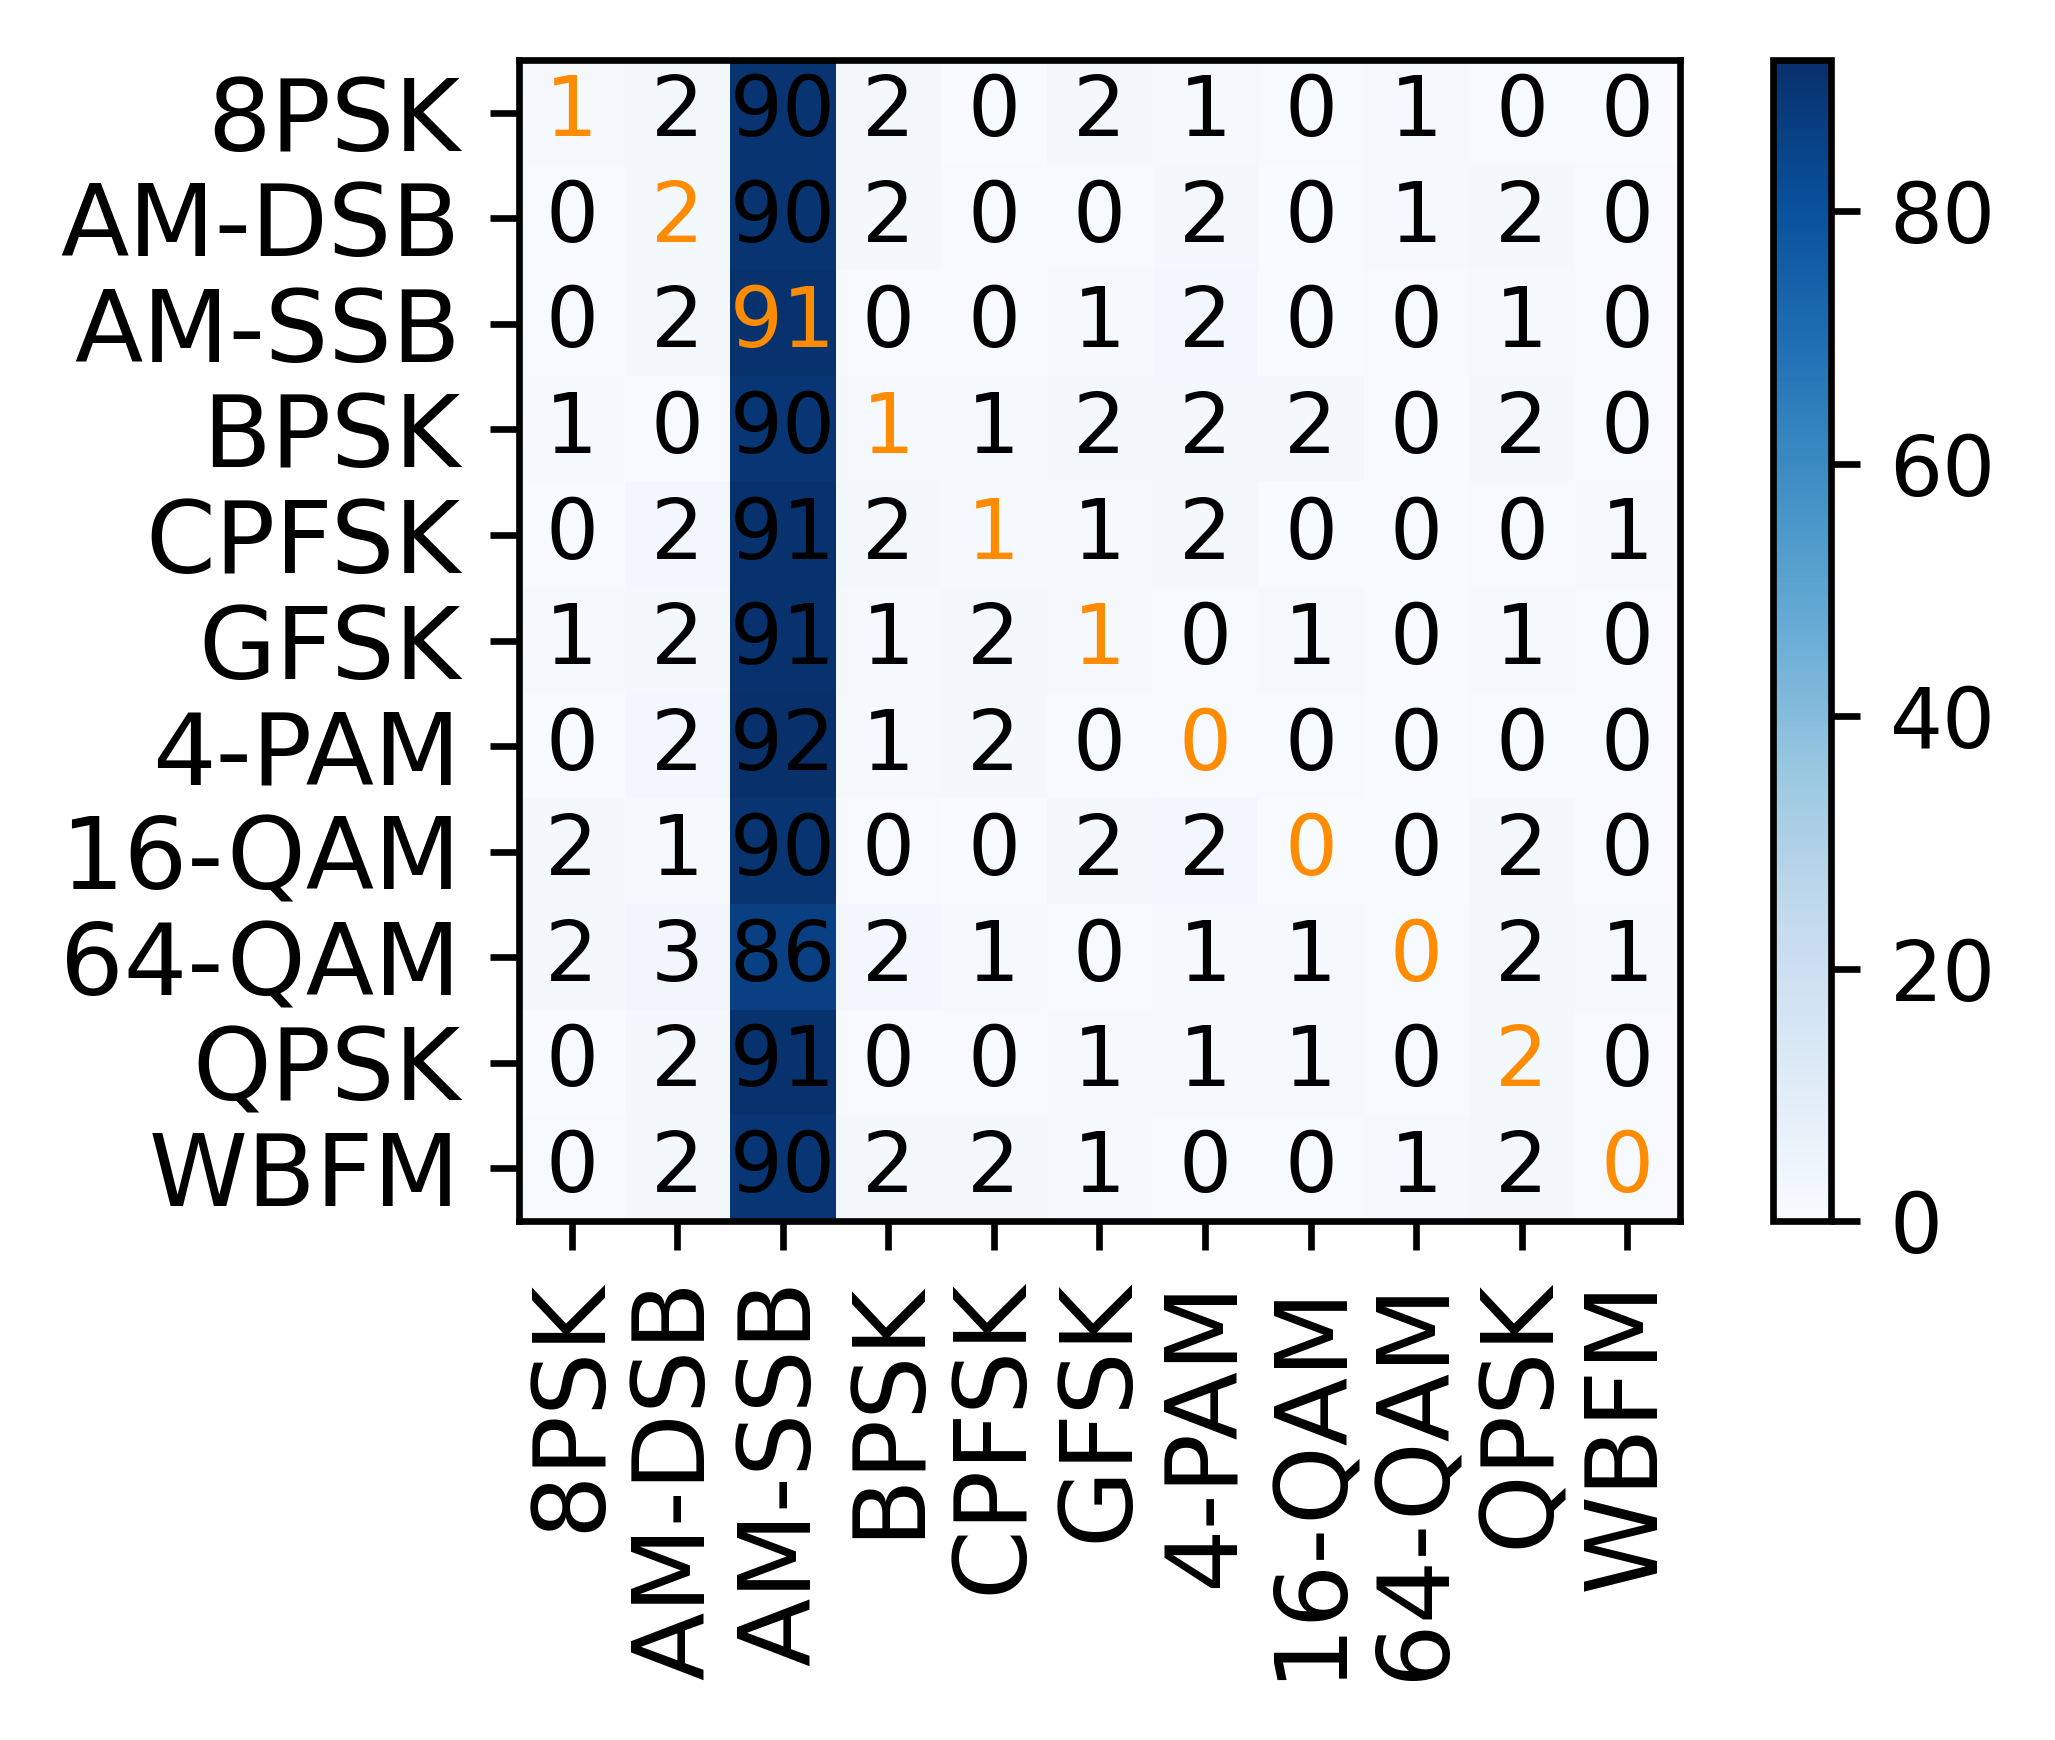 8PSK 1 2 90 2 0 2 1 0 1 0 0
AM-DSB 0 2 90 2 0 0 2 0 1 2 0
AM-SSB 0 2 91 0 0 1 2 0 0 1 0
BPSK 1 0 90 1 1 2 2 2 0 2 0
CPFSK 0 2 91 2 1 1 2 0 0 0 1
GFSK 1 2 91 1 2 1 0 1 0 1 0
4-PAM 0 2 92 1 2 0 0 0 0 0 0
16-QAM 2 1 90 0 0 2 2 0 0 2 0
64-QAM 2 3 86 2 1 0 1 1 0 2 1
QPSK 0 2 91 0 0 1 1 1 0 2 0
WBFM 0 2 90 2 2 1 0 0 1 2 0
8PSK
AM-DSB
AM-SSB
BPSK
CPFSK
GFSK
4-PAM
16-QAM
64-QAM
QPSK
WBFM
80
60
40
20
0